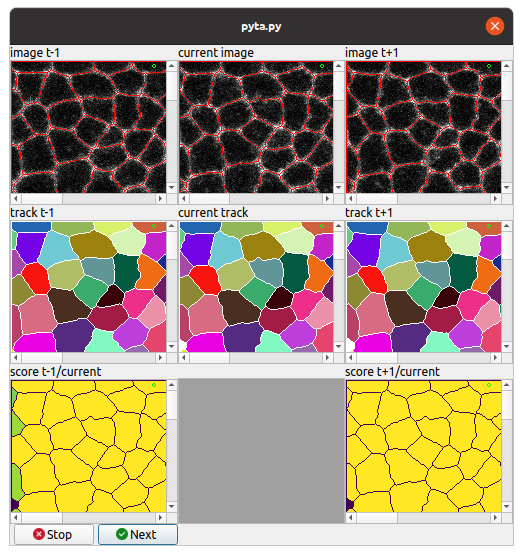 pyta.py
image t-1 current image image t+1
track t-1 current track track t+1
score t-1/current score t+1/current
Stop Next